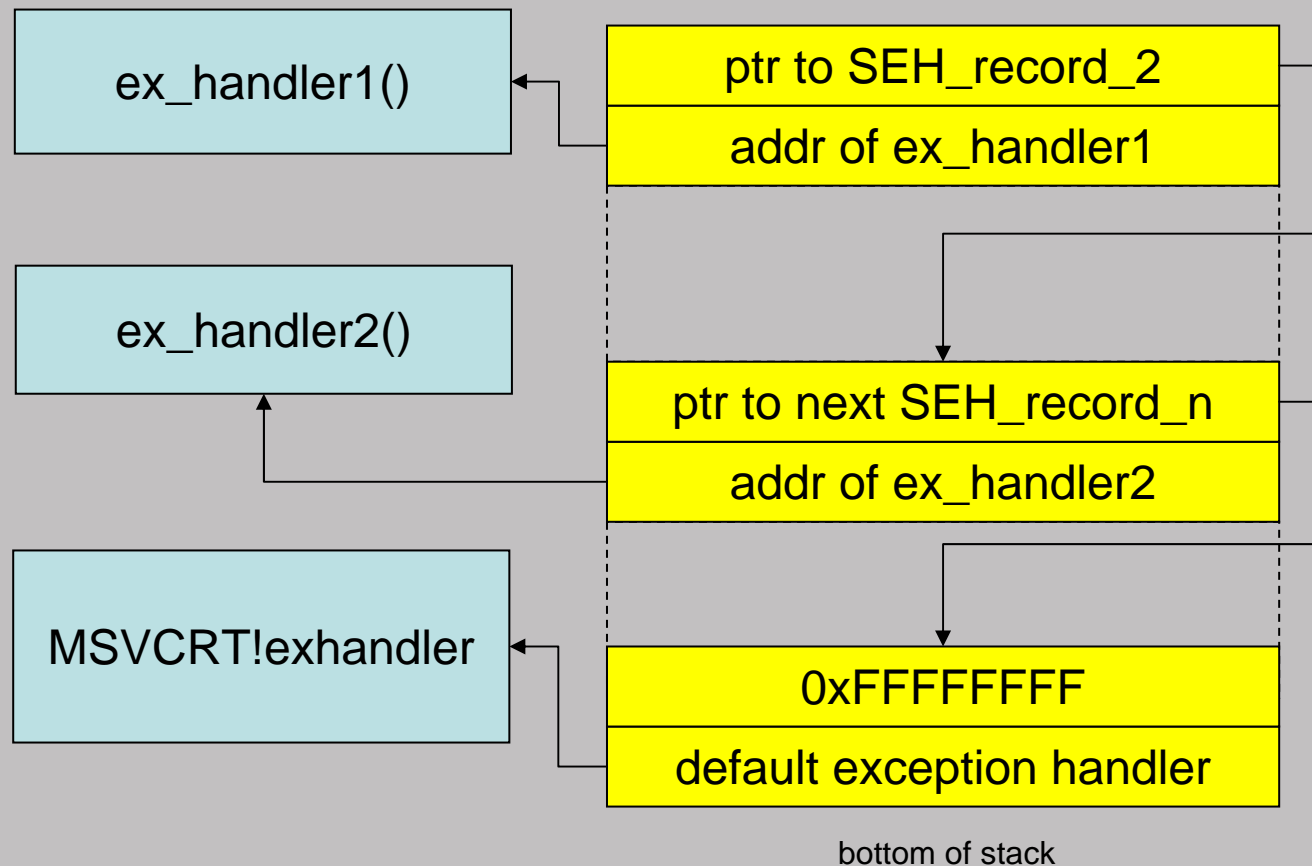 ex_handler1()
ptr to SEH_record_2
addr of ex_handler1
ex_handler2()
ptr to next SEH_record_n
addr of ex_handler2
MSVCRT!exhandler
0xFFFFFFFF
default exception handler
bottom of stack